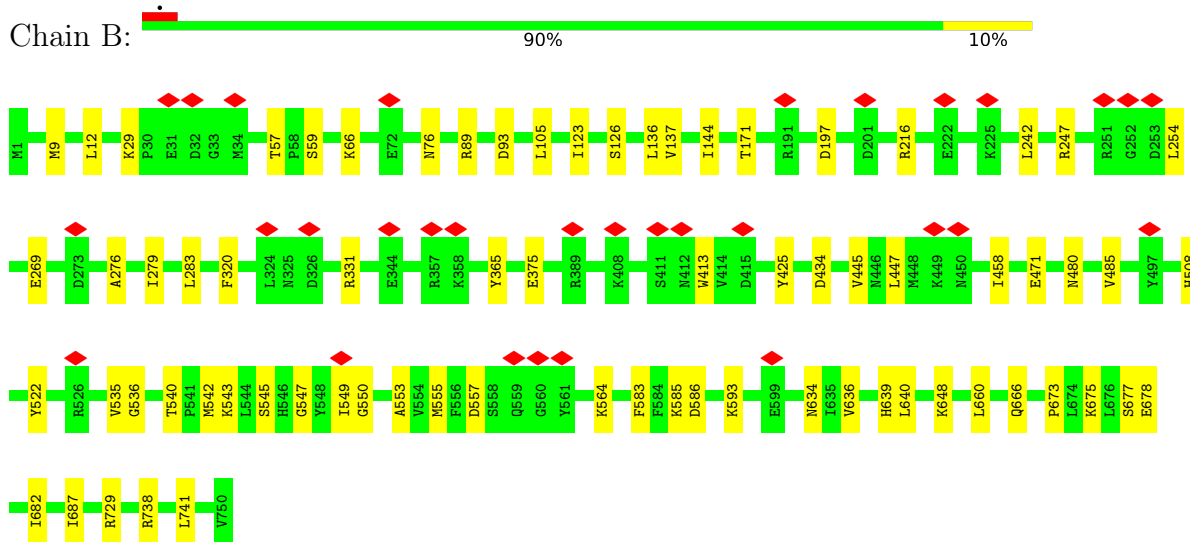 Chain B:
•
90% 10%
M1 M9 L12 K29 P30 E31 D32 G33 M34 T57 P58 S59 K66 E72 N76 R89 D93 L105 I123 S126 L136 V137 I144 T171 R191 D197 D201 R216 E222 K225 L242 R247 R251 G252 D253 L254
E269 D273 A276 I279 L283 F320 L324 N325 D326 R331 E344 R357 K358 Y365 E375 R389 K408 S411 N412 W413 V414 D415 Y425 D434 V445 N446 L447 M448 K449 N450 I458 E471 N480 V485 Y497 H508
Y522 R526 V535 G536 T540 P541 M542 K543 L544 S545 H546 G547 Y548 I549 G550 A553 V554 M555 F556 D557 S558 Q559 G560 Y561 K564 F583 F584 K585 D586 K593 E599 N634 I635 V636 H639 L640 K648 L660 Q666 P673 L674 K675 L676 S677 E678
I682 I687 R729 R738 L741 V750